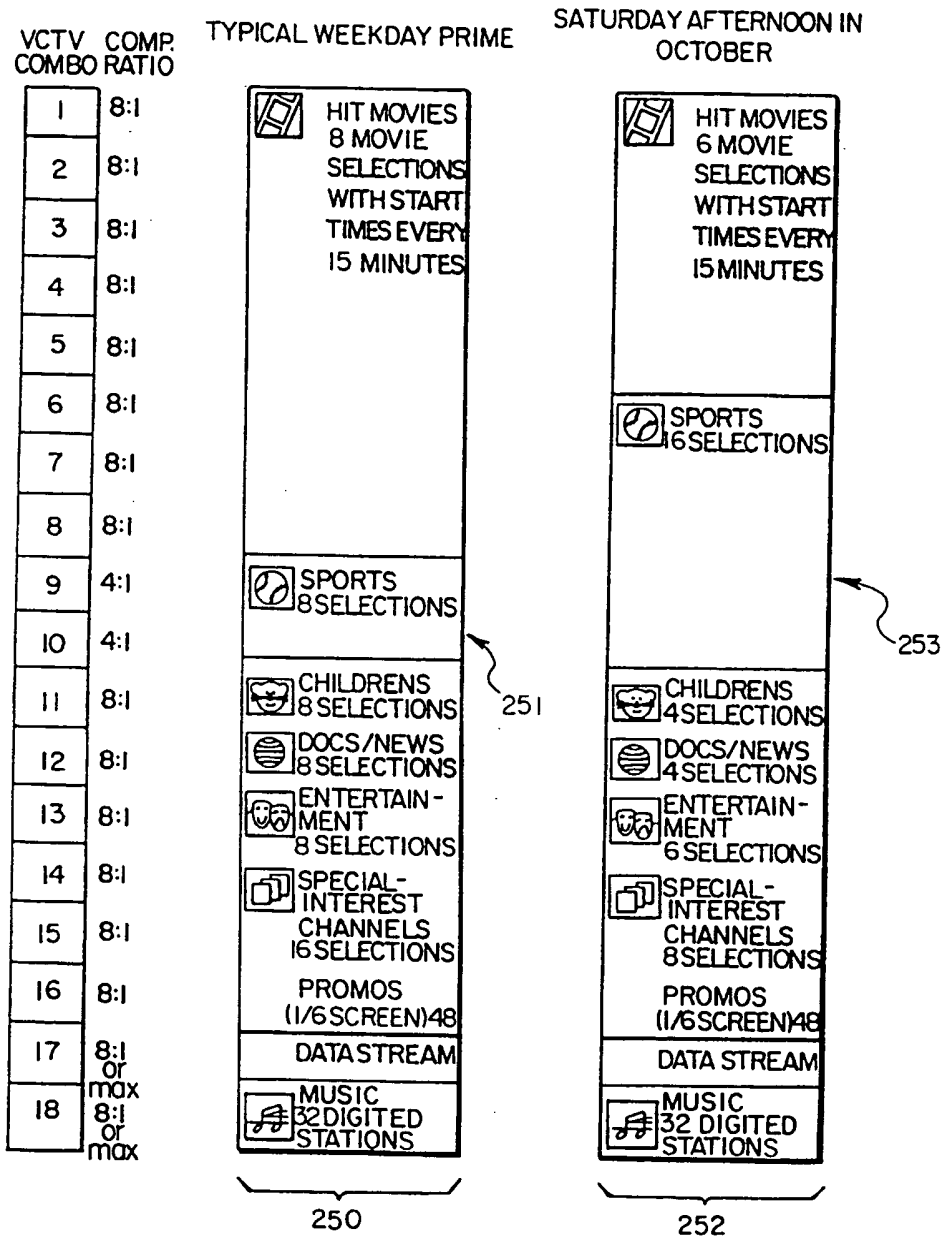 VCTV COMP.
COMBO RATIO
TYPICAL WEEKDAY PRIME
SATURDAY AFTERNOON IN
OCTOBER
1 8:1
2 8:1
3 8:1
4 8:1
5 8:1
6 8:1
7 8:1
8 8:1
9 4:1
10 4:1
11 8:1
12 8:1
13 8:1
14 8:1
15 8:1
16 8:1
17 8:1
or
max
18 8:1
or
max
HIT MOVIES
8 MOVIE
SELECTIONS
WITH START
TIMES EVERY
15 MINUTES
SPORTS
8 SELECTIONS
CHILDRENS
8 SELECTIONS
DOCS/NEWS
8 SELECTIONS
ENTERTAIN-
MENT
8 SELECTIONS
SPECIAL-
INTEREST
CHANNELS
16 SELECTIONS
PROMOS
(1/6 SCREEN) 48
DATA STREAM
MUSIC
32 DIGITED
STATIONS
251
250
HIT MOVIES
6 MOVIE
SELECTIONS
WITH START
TIMES EVERY
15 MINUTES
SPORTS
16 SELECTIONS
CHILDRENS
4 SELECTIONS
DOCS/NEWS
4 SELECTIONS
ENTERTAIN-
MENT
6 SELECTIONS
SPECIAL-
INTEREST
CHANNELS
8 SELECTIONS
PROMOS
(1/6 SCREEN) 48
DATA STREAM
MUSIC
32 DIGITED
STATIONS
253
252